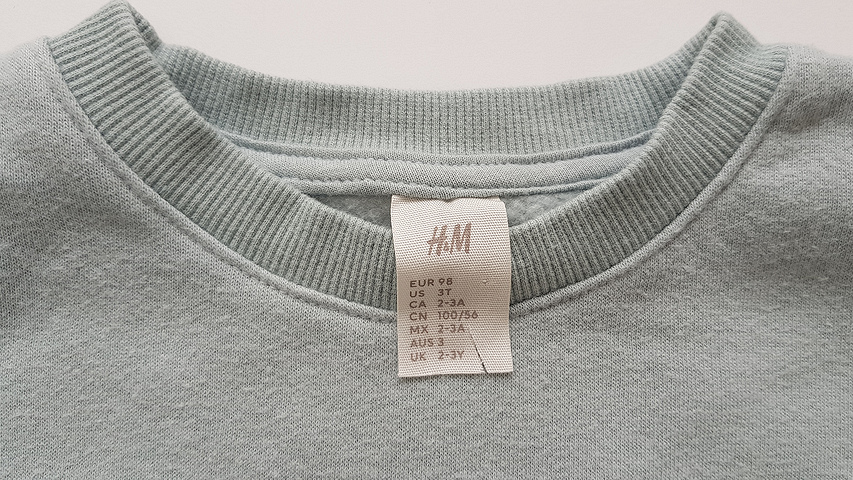 H&M
EUR 98
US 3T
CA 2-3A
CN 100/56
MX 2-3A
AUS 3
UK 2-3Y